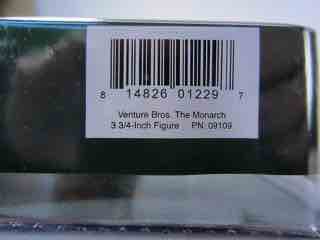 8 14826 01229 7
Venture Bros. The Monarch
3 3/4-Inch Figure PN: 09109